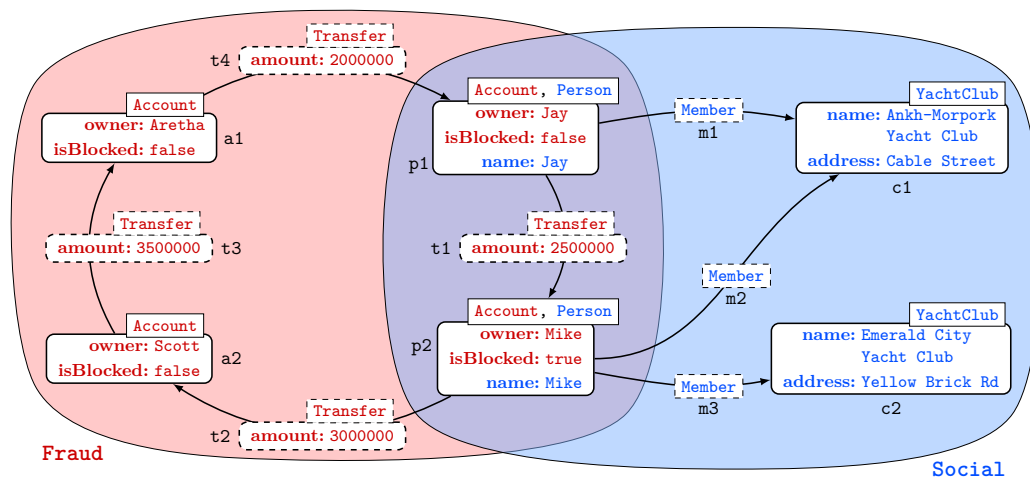 Transfer
t4
amount: 2000000
Account, Person
owner: Jay
isBlocked: false
name: Jay
p1
Account
owner: Aretha
isBlocked: false
a1
Member
m1
YachtClub
name: Ankh-Morpork
Yacht Club
address: Cable Street
c1
Transfer
amount: 3500000
t3
Transfer
t1
amount: 2500000
Member
m2
Account
owner: Scott
isBlocked: false
a2
Account, Person
owner: Mike
isBlocked: true
name: Mike
p2
YachtClub
name: Emerald City
Yacht Club
address: Yellow Brick Rd
c2
Member
m3
Transfer
t2
amount: 3000000
Fraud
Social